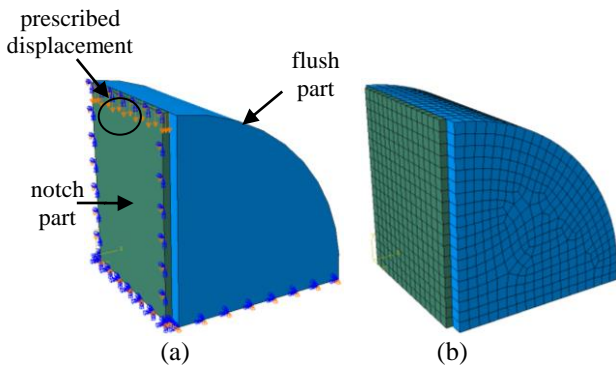 prescribed
displacement
flush
part
notch
part
(a)
(b)